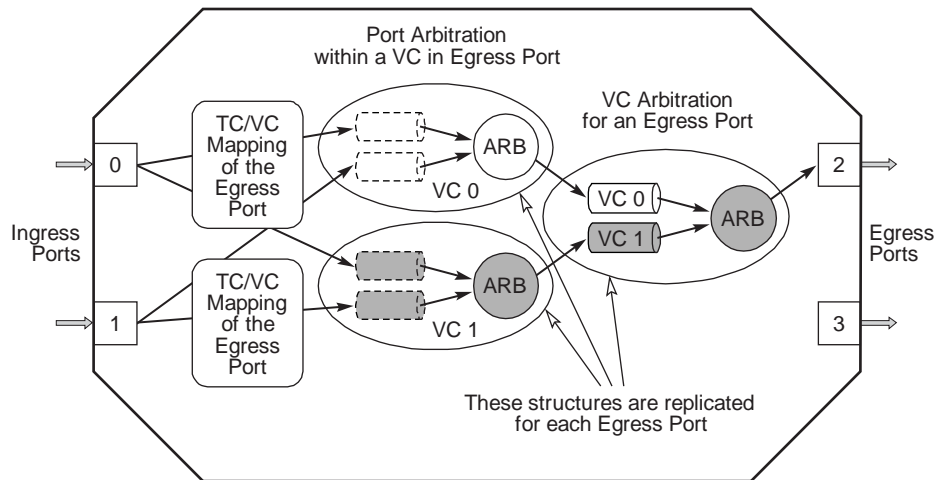 Port Arbitration
within a VC in Egress Port
VC Arbitration
for an Egress Port
TC/VC
Mapping
of the
Egress
Port
ARB
VC 0
0
2
VC 0
VC 1
ARB
Ingress
Ports
Egress
Ports
TC/VC
Mapping
of the
Egress
Port
ARB
VC 1
1
3
These structures are replicated
for each Egress Port